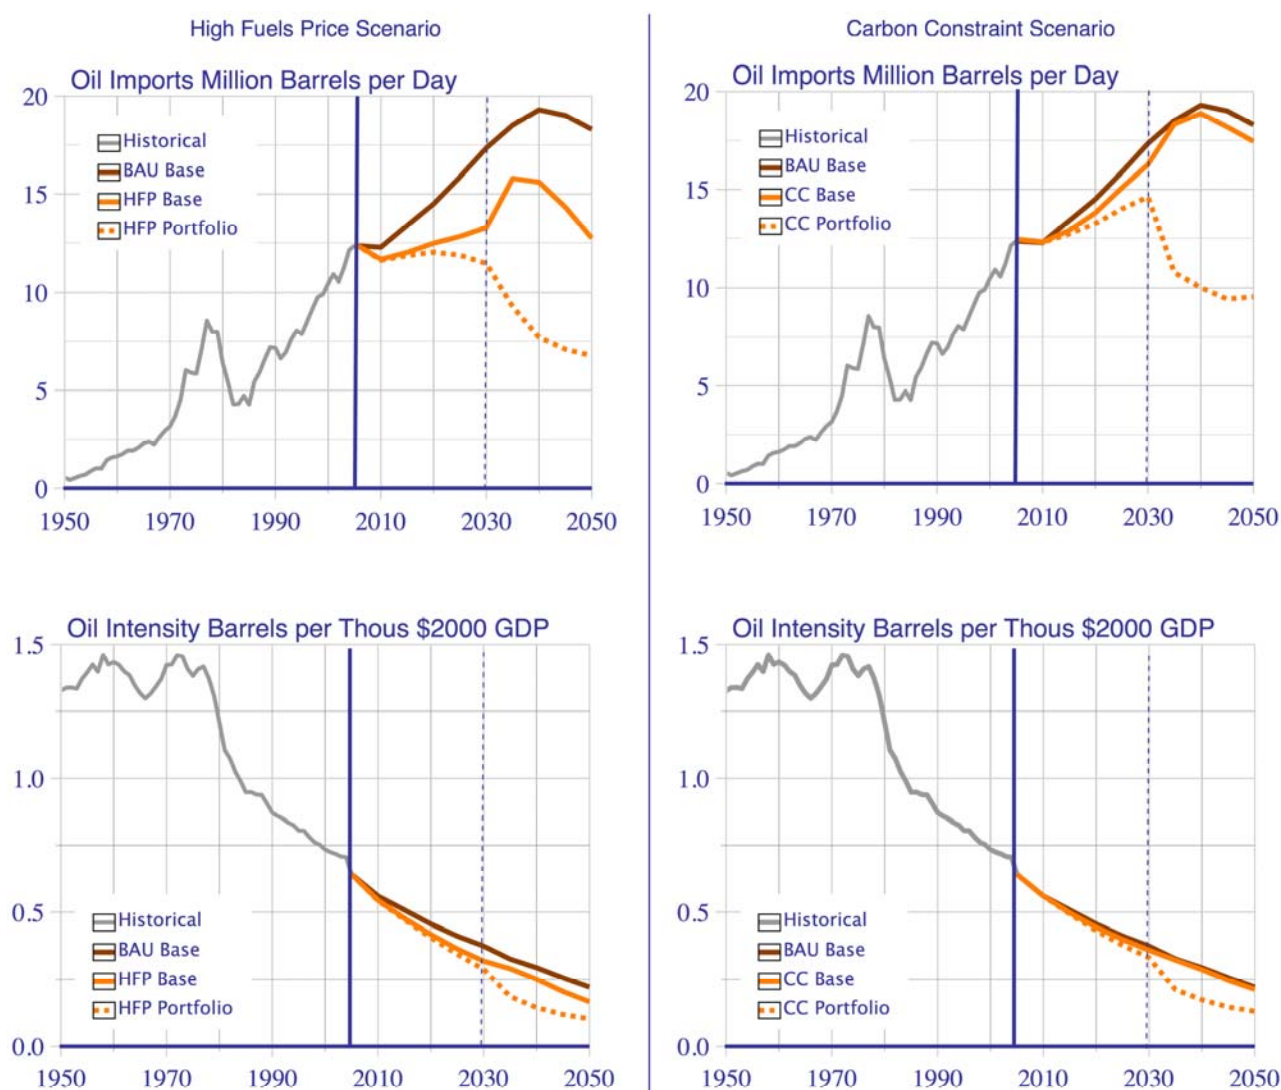 High Fuels Price Scenario
Oil Imports Million Barrels per Day
20
15
10
5
0
Historical
BAU Base
HFP Base
HFP Portfolio
1950 1970 1990 2010 2030 2050
Carbon Constraint Scenario
Oil Imports Million Barrels per Day
20
15
10
5
0
Historical
BAU Base
CC Base
CC Portfolio
1950 1970 1990 2010 2030 2050
Oil Intensity Barrels per Thous $2000 GDP
1.5
1.0
0.5
0.0
Historical
BAU Base
HFP Base
HFP Portfolio
1950 1970 1990 2010 2030 2050
Oil Intensity Barrels per Thous $2000 GDP
1.5
1.0
0.5
0.0
Historical
BAU Base
CC Base
CC Portfolio
1950 1970 1990 2010 2030 2050